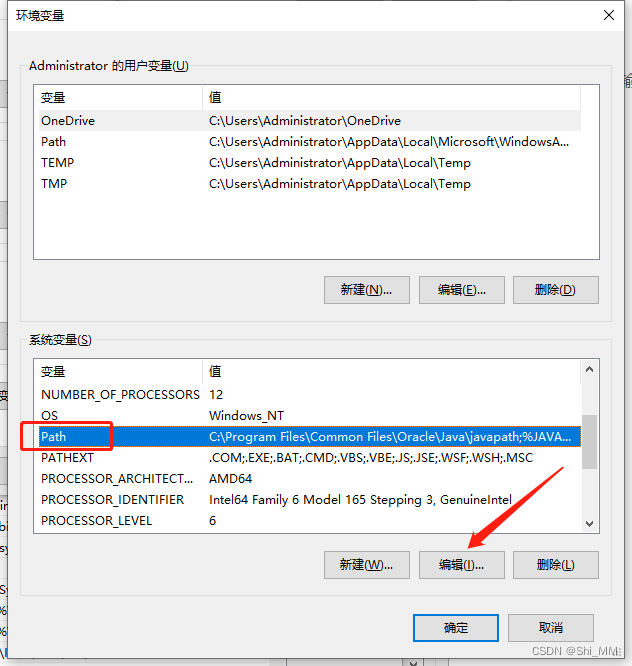 环境变量
Administrator 的用户变量(U)
变量 值
OneDrive C:\Users\Administrator\OneDrive
Path C:\Users\Administrator\AppData\Local\Microsoft\WindowsA...
TEMP C:\Users\Administrator\AppData\Local\Temp
TMP C:\Users\Administrator\AppData\Local\Temp
新建(N)... 编辑(E)... 删除(D)
系统变量(S)
变量 值
NUMBER_OF_PROCESSORS 12
OS Windows_NT
Path C:\Program Files\Common Files\Oracle\Java\javapath;%JAVA...
PATHEXT .COM;.EXE;.BAT;.CMD;.VBS;.VBE;.JS;.JSE;.WSF;.WSH;.MSC
PROCESSOR_ARCHITECT... AMD64
PROCESSOR_IDENTIFIER Intel64 Family 6 Model 165 Stepping 3, GenuineIntel
PROCESSOR_LEVEL 6
新建(W)... 编辑(I)... 删除(L)
确定 取消
CSDN @Shi_MM